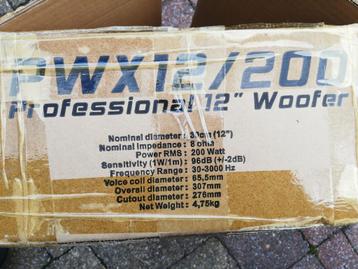 PWX12/200
Professional 12" Woofer
Nominal diameter : 30cm (12")
Nominal impedance : 8 ohm
Power RMS : 200 Watt
Sensitivity (1W/1m) : 96dB (+/-2dB)
Frequency Range : 30-3000 Hz
Voice coil diameter : 65,5mm
Overall diameter : 307mm
Cutout diameter : 276mm
Net Weight : 4,75kg